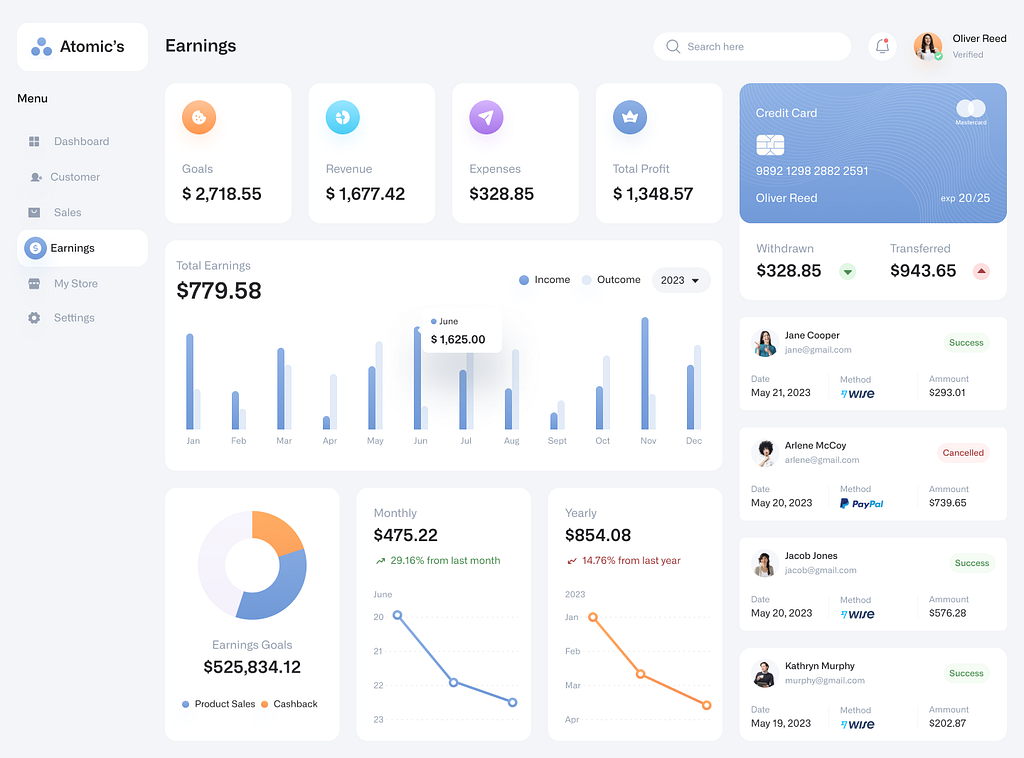 Atomic's
Menu
Dashboard
Customer
Sales
Earnings
My Store
Settings
Earnings
Search here
Oliver Reed
Verified
Goals
$ 2,718.55
Revenue
$ 1,677.42
Expenses
$328.85
Total Profit
$ 1,348.57
Total Earnings
$779.58
Income
Outcome
2023
June
$ 1,625.00
Jan Feb Mar Apr May Jun Jul Aug Sept Oct Nov Dec
Earnings Goals
$525,834.12
Product Sales
Cashback
Monthly
$475.22
29.16% from last month
June
20
21
22
23
Yearly
$854.08
14.76% from last year
2023
Jan
Feb
Mar
Apr
Credit Card
Mastercard
9892 1298 2882 2591
Oliver Reed
exp 20/25
Withdrawn
$328.85
Transferred
$943.65
Jane Cooper
jane@gmail.com
Success
Date Method Ammount
May 21, 2023 wise $293.01
Arlene McCoy
arlene@gmail.com
Cancelled
Date Method Ammount
May 20, 2023 PayPal $739.65
Jacob Jones
jacob@gmail.com
Success
Date Method Ammount
May 20, 2023 wise $576.28
Kathryn Murphy
murphy@gmail.com
Success
Date Method Ammount
May 19, 2023 wise $202.87